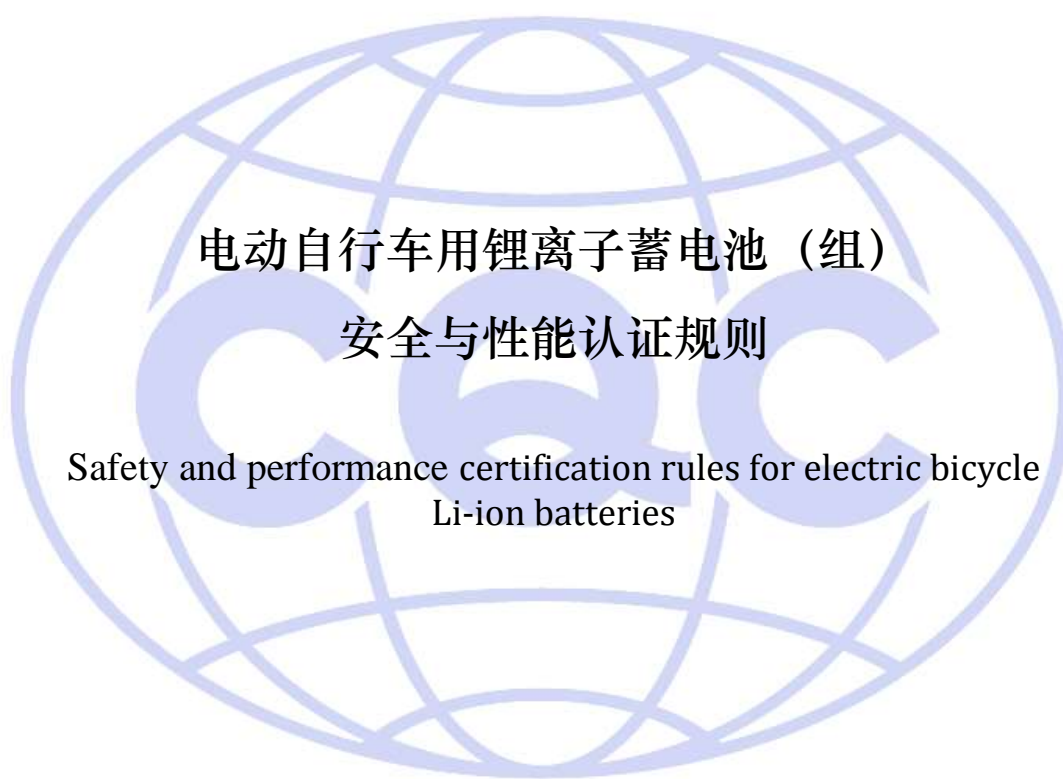 电动自行车用锂离子蓄电池（组）
安全与性能认证规则
CQC
Safety and performance certification rules for electric bicycle
Li-ion batteries